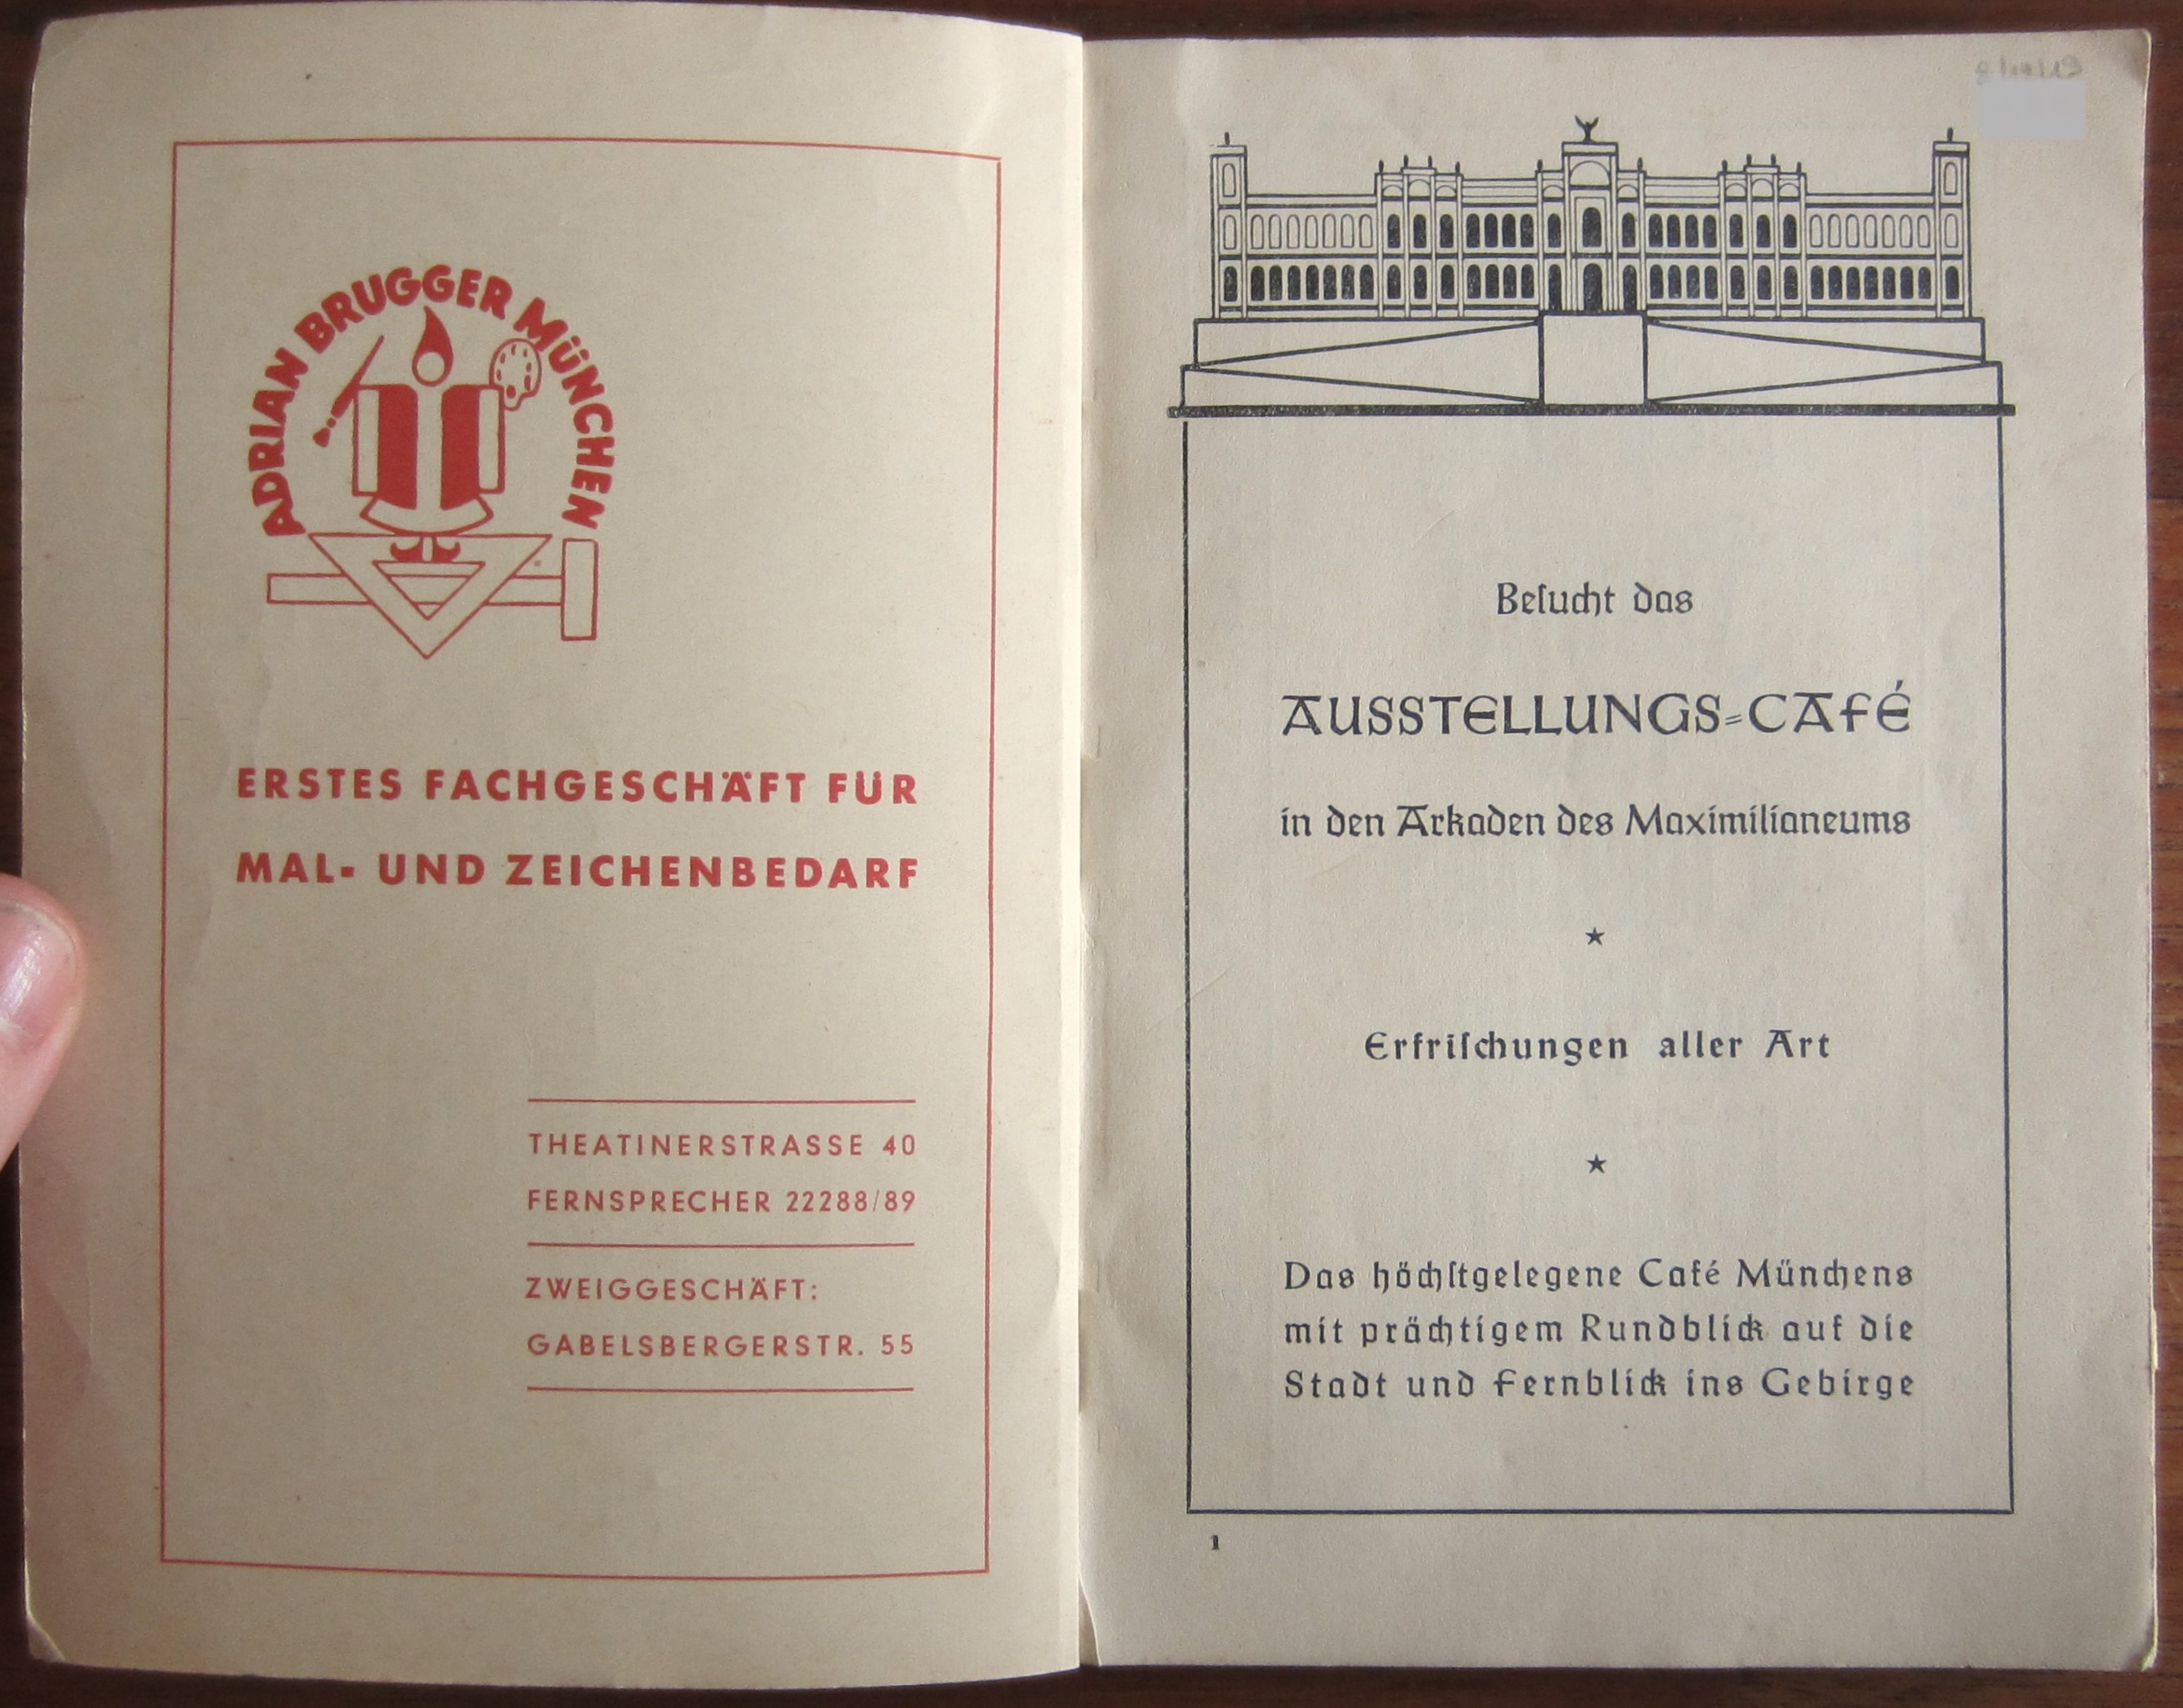 ADRIAN BRUGGER MÜNCHEN
ERSTES FACHGESCHÄFT FÜR
MAL- UND ZEICHENBEDARF
THEATINERSTRASSE 40
FERNSPRECHER 22288/89
ZWEIGGESCHÄFT:
GABELSBERGERSTR. 55
Beſucht das
AUSSTELLUNGS=CAFÉ
in den Arkaden des Maximilianeums
★
Erfriſchungen aller Art
★
Das höchſtgelegene Café Münchens
mit prächtigem Rundblick auf die
Stadt und Fernblick ins Gebirge
1